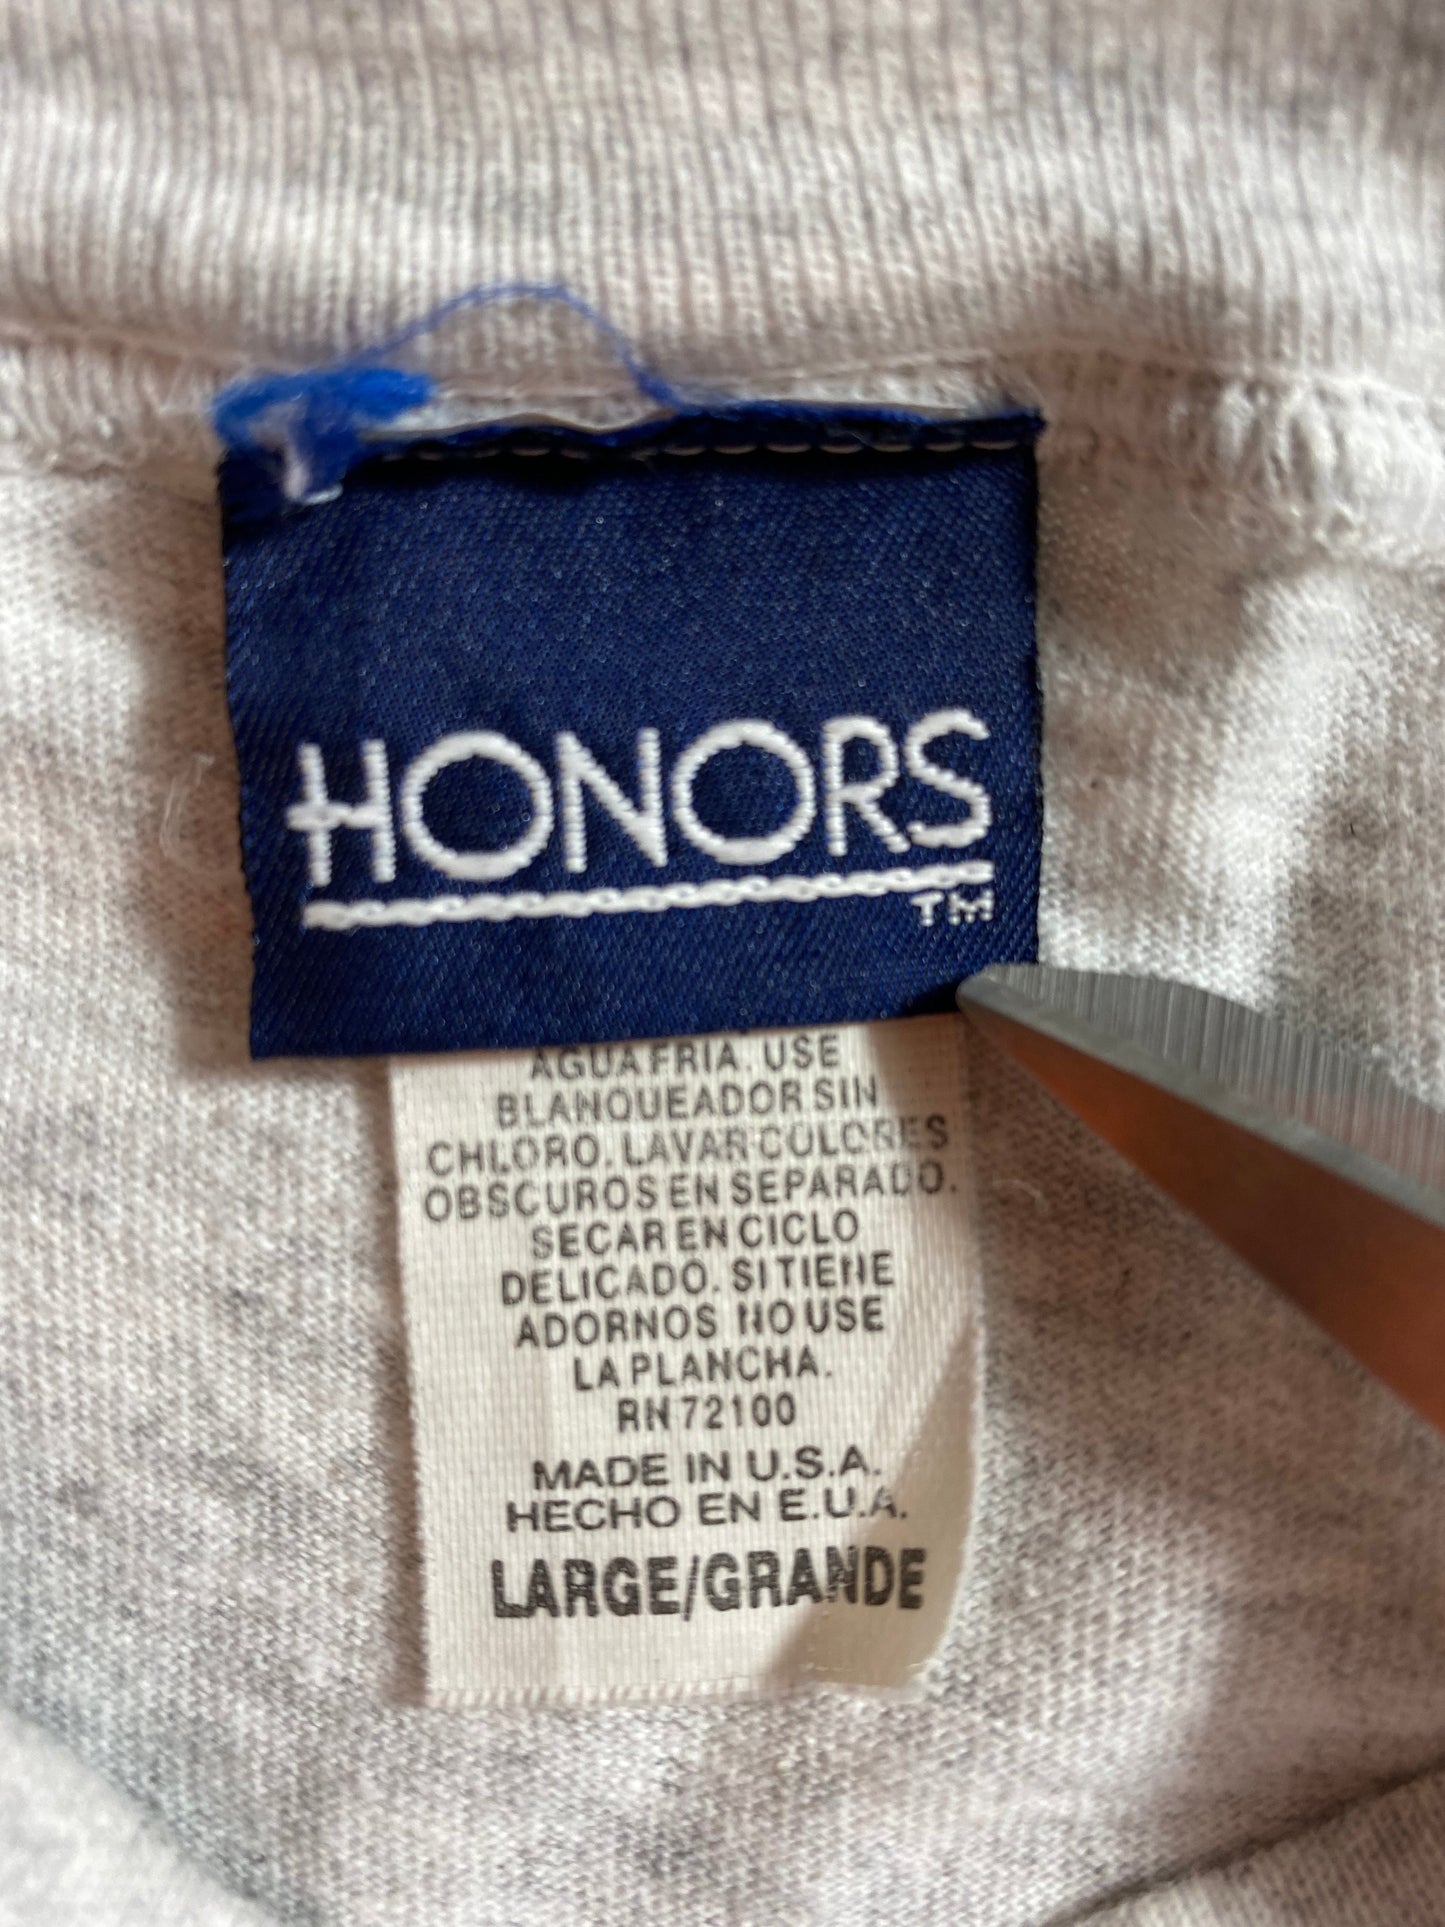 HONORS
TM
AGUA FRIA. USE
BLANQUEADOR SIN
CHLORO. LAVAR COLORES
OBSCUROS EN SEPARADO.
SECAR EN CICLO
DELICADO. SI TIENE
ADORNOS NO USE
LA PLANCHA.
RN 72100
MADE IN U.S.A.
HECHO EN E.U.A.
LARGE/GRANDE